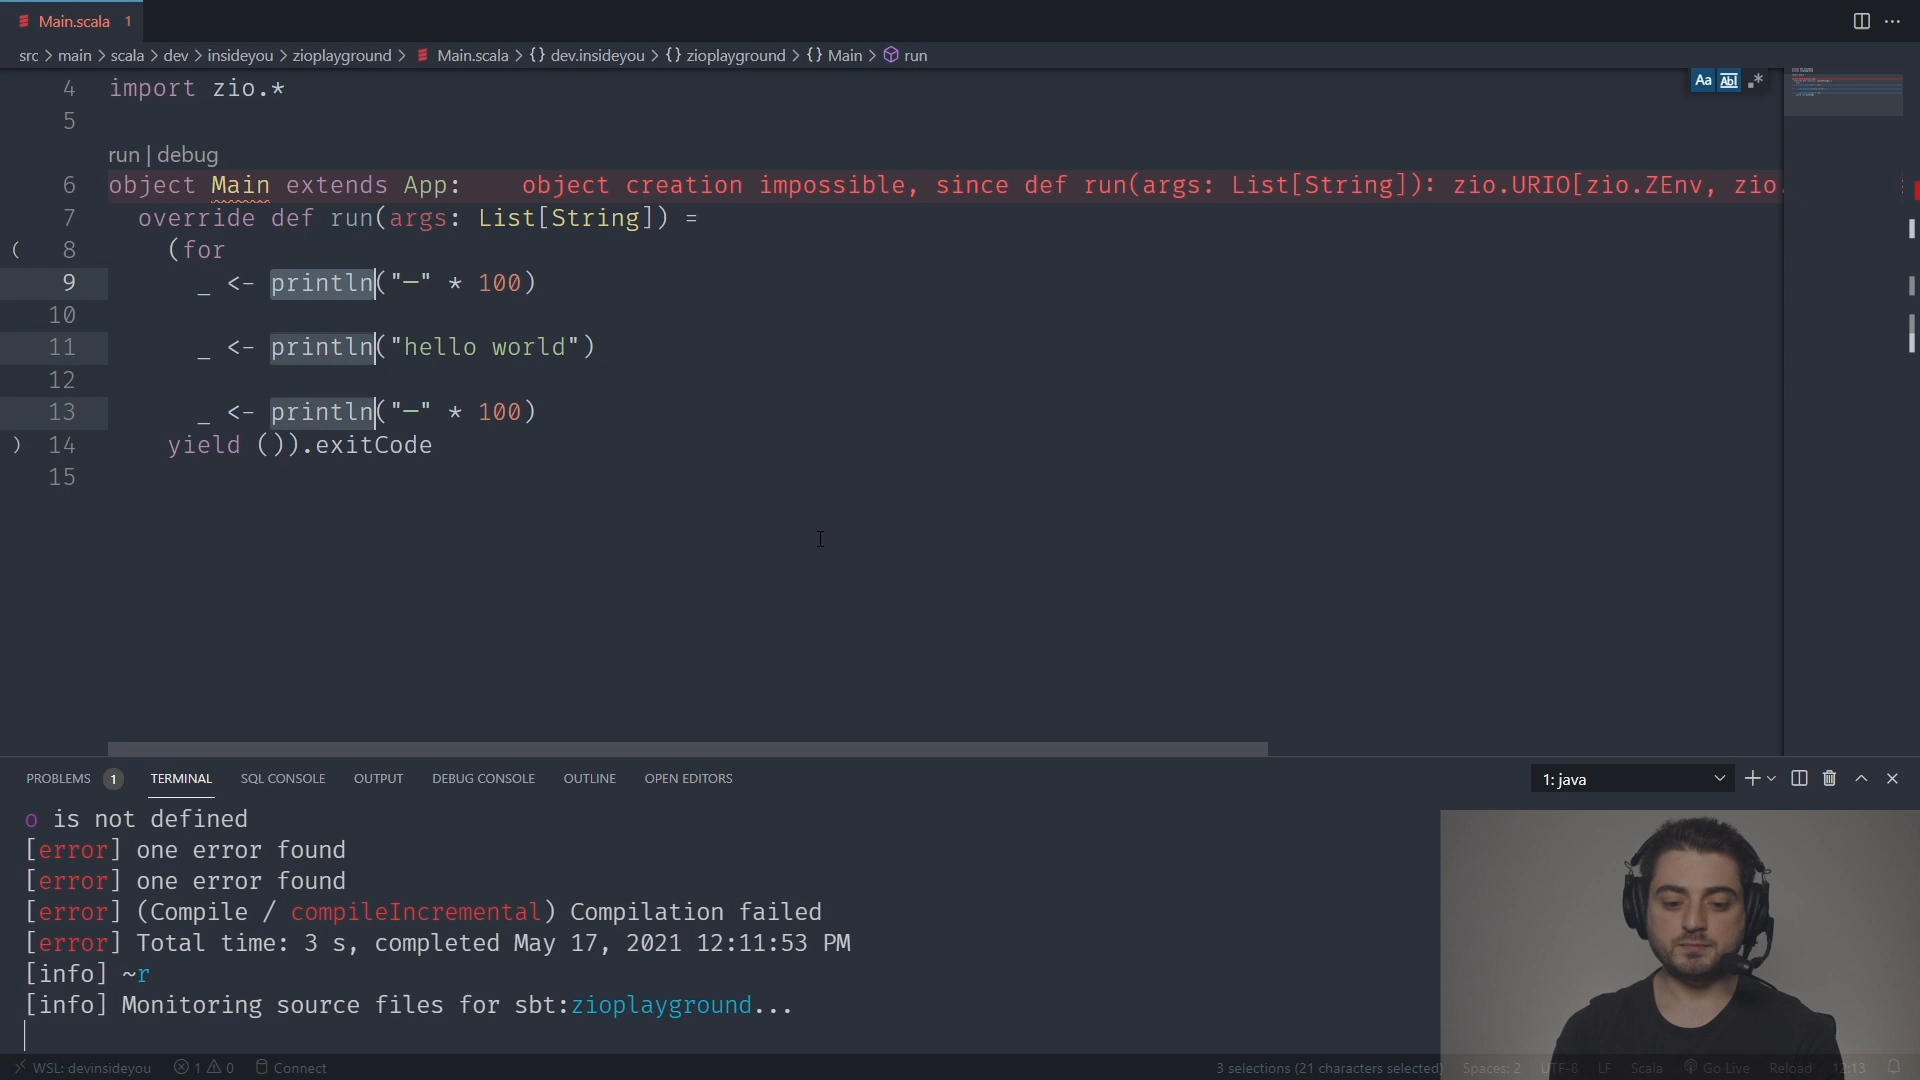 Main.scala 1
src > main > scala > dev > insideyou > zioplayground > Main.scala > {} dev.insideyou > {} zioplayground > {} Main > run
4 import zio.*
Aa Abl .*
5
run | debug
6 object Main extends App: object creation impossible, since def run(args: List[String]): zio.URIO[zio.ZEnv, zio.
7 override def run(args: List[String]) =
( 8 (for
9 _ <- println("─" * 100)
10
11 _ <- println("hello world")
12
13 _ <- println("─" * 100)
) 14 yield ()).exitCode
15
PROBLEMS 1 TERMINAL SQL CONSOLE OUTPUT DEBUG CONSOLE OUTLINE OPEN EDITORS 1: java
o is not defined
[error] one error found
[error] one error found
[error] (Compile / compileIncremental) Compilation failed
[error] Total time: 3 s, completed May 17, 2021 12:11:53 PM
[info] ~r
[info] Monitoring source files for sbt:zioplayground...
WSL: devinsideyou 1 0 Connect 3 selections (21 characters selected) Spaces: 2 UTF-8 LF Scala Go Live Reload 12:13